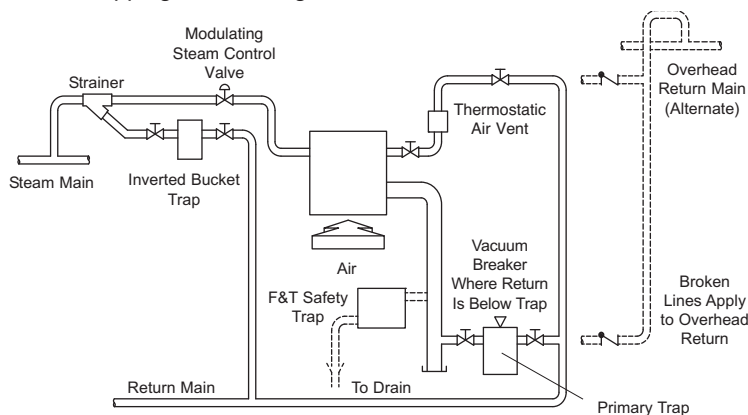 Modulating
Steam Control
Valve
Strainer
Overhead
Return Main
(Alternate)
Thermostatic
Air Vent
Steam Main
Inverted Bucket
Trap
Air
Vacuum
Breaker
Where Return
Is Below Trap
F&T Safety
Trap
Broken
Lines Apply
to Overhead
Return
Return Main
To Drain
Primary Trap